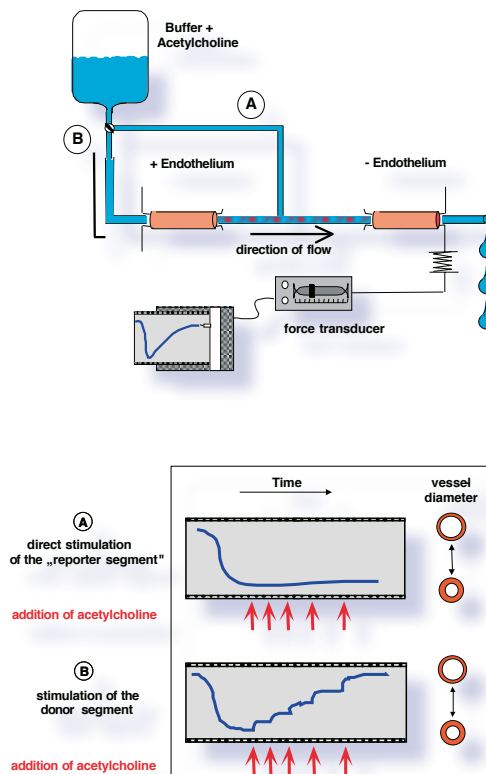 Buffer +
Acetylcholine
A
B
+ Endothelium
- Endothelium
direction of flow
force transducer
Time
vessel
diameter
A
direct stimulation
of the „reporter segment"
addition of acetylcholine
B
stimulation of the
donor segment
addition of acetylcholine